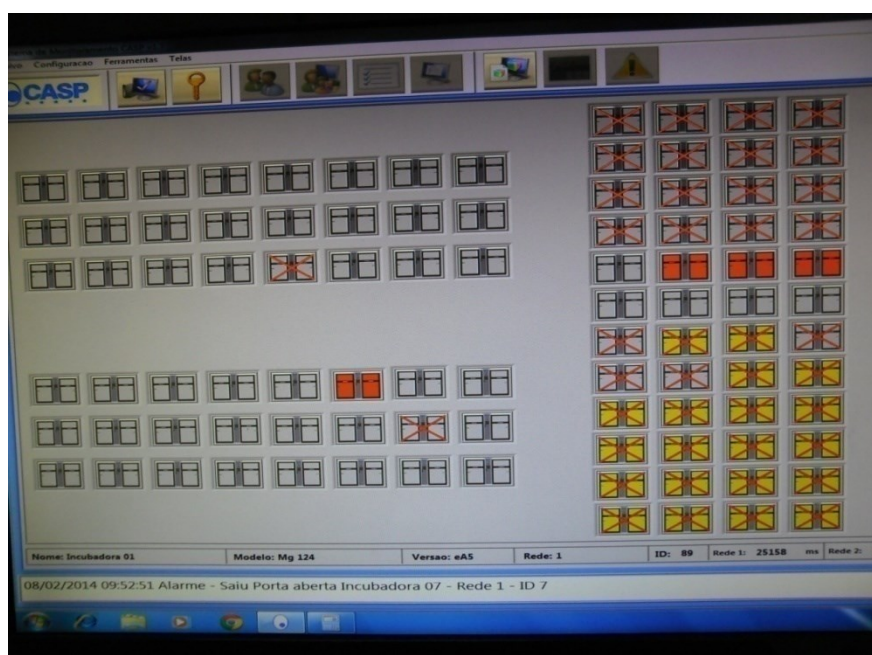 Configuracao Ferramentas Telas
CASP
Nome: Incubadora 01 Modelo: Mg 124 Versao: eA5 Rede: 1 ID: 89 Rede 1: 25158 ms Rede 2:
08/02/2014 09:52:51 Alarme - Saiu Porta aberta Incubadora 07 - Rede 1 - ID 7